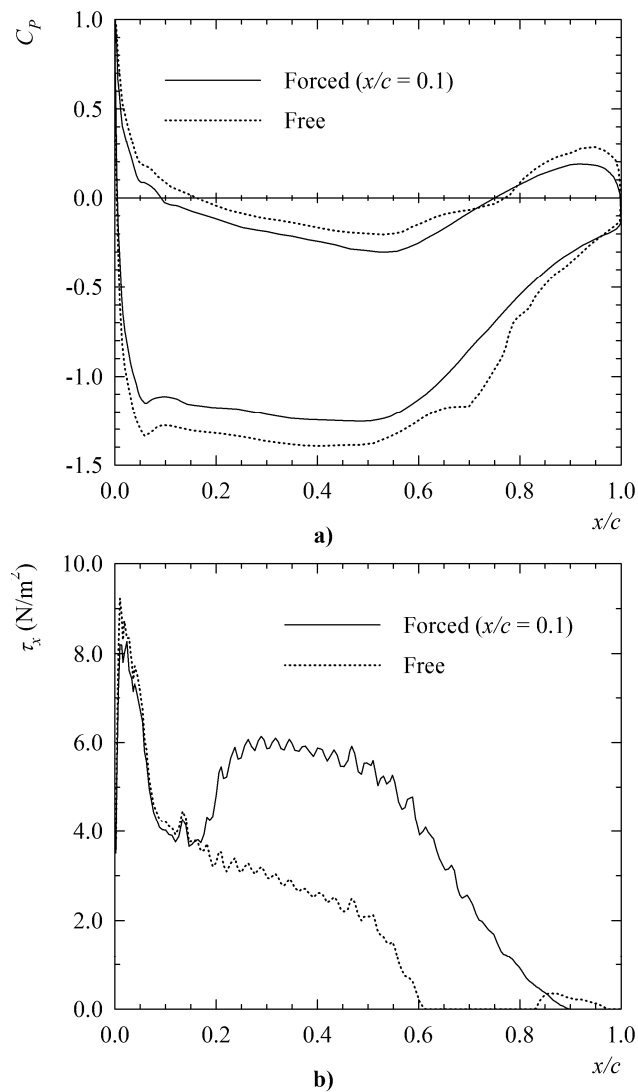 C_P
1.0
0.5
0.0
-0.5
-1.0
-1.5
Forced (x/c = 0.1)
Free
0.0 0.2 0.4 0.6 0.8 1.0
x/c
a)
τ_x (N/m²)
10.0
8.0
6.0
4.0
2.0
0.0
Forced (x/c = 0.1)
Free
0.0 0.2 0.4 0.6 0.8 1.0
x/c
b)